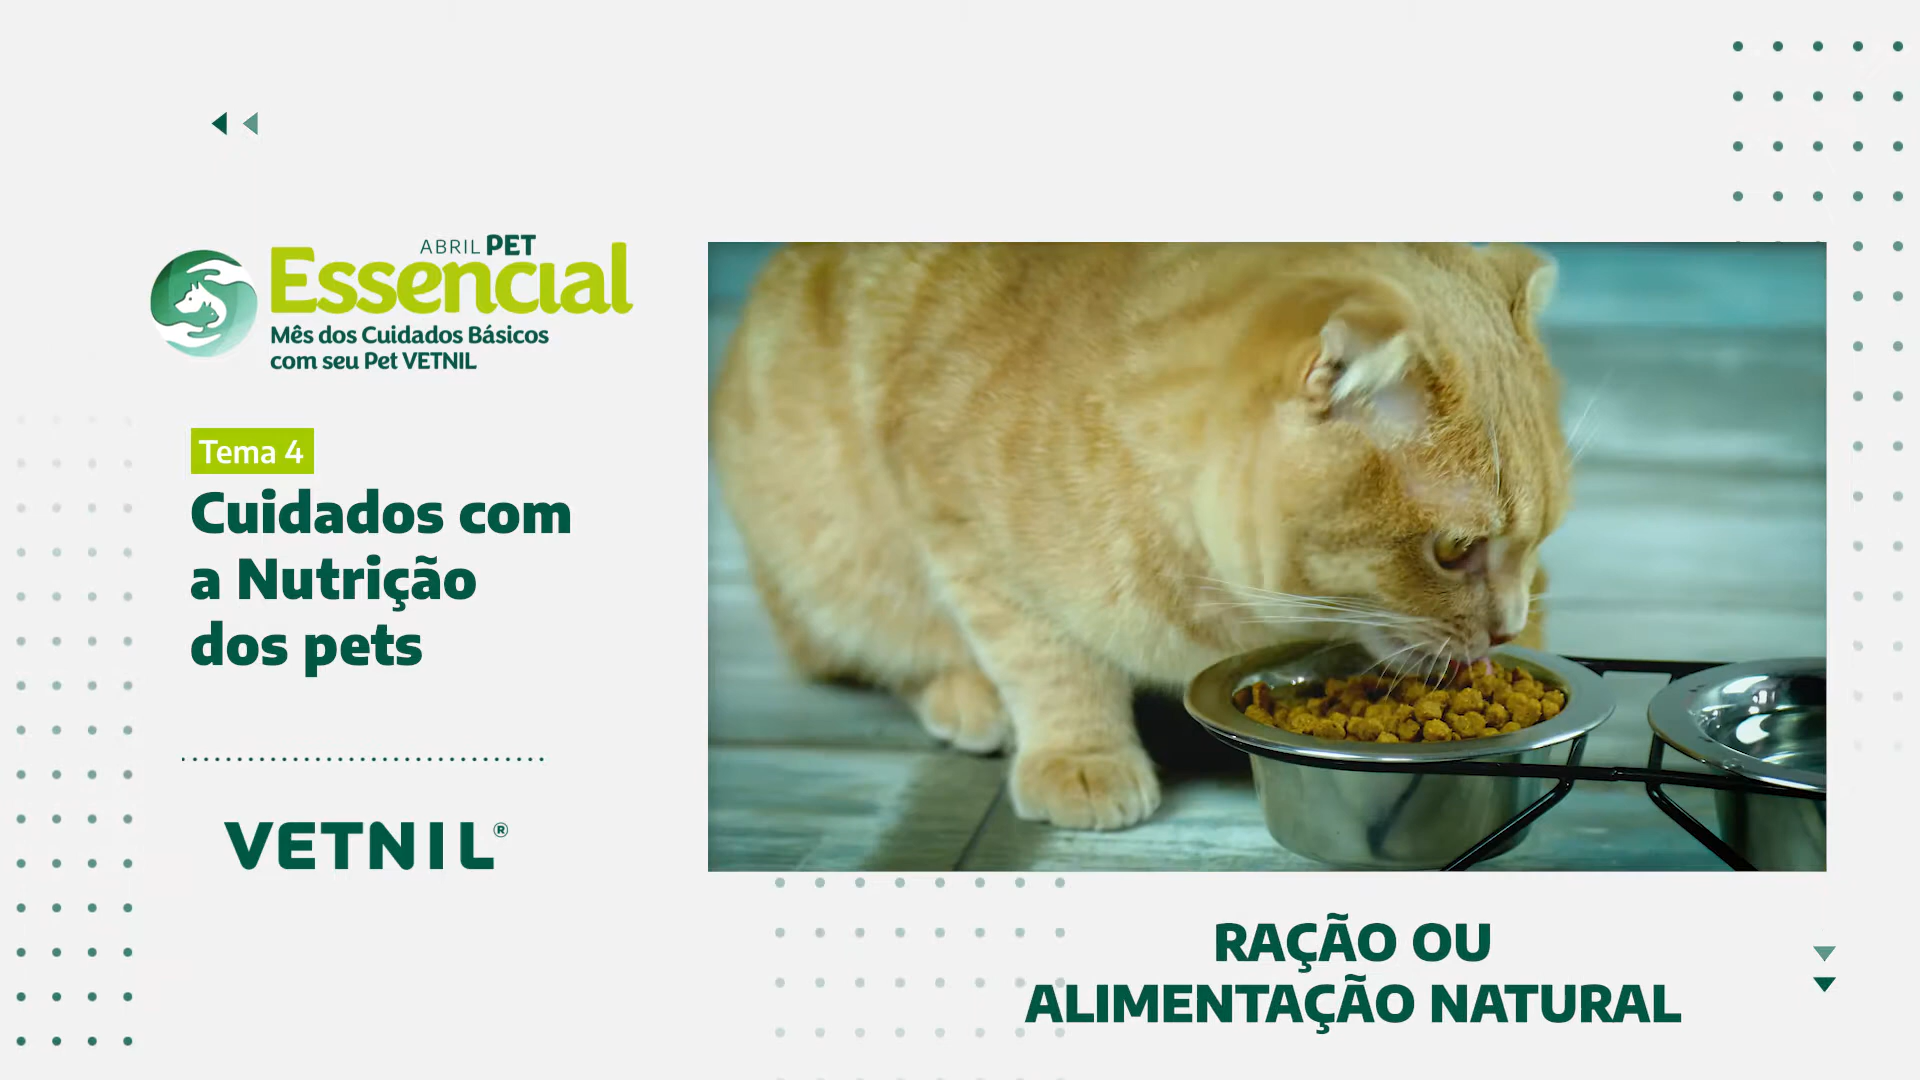 ABRIL PET
Essencial
Mês dos Cuidados Básicos
com seu Pet VETNIL
Tema 4
Cuidados com
a Nutrição
dos pets
VETNIL®
RAÇÃO OU
ALIMENTAÇÃO NATURAL